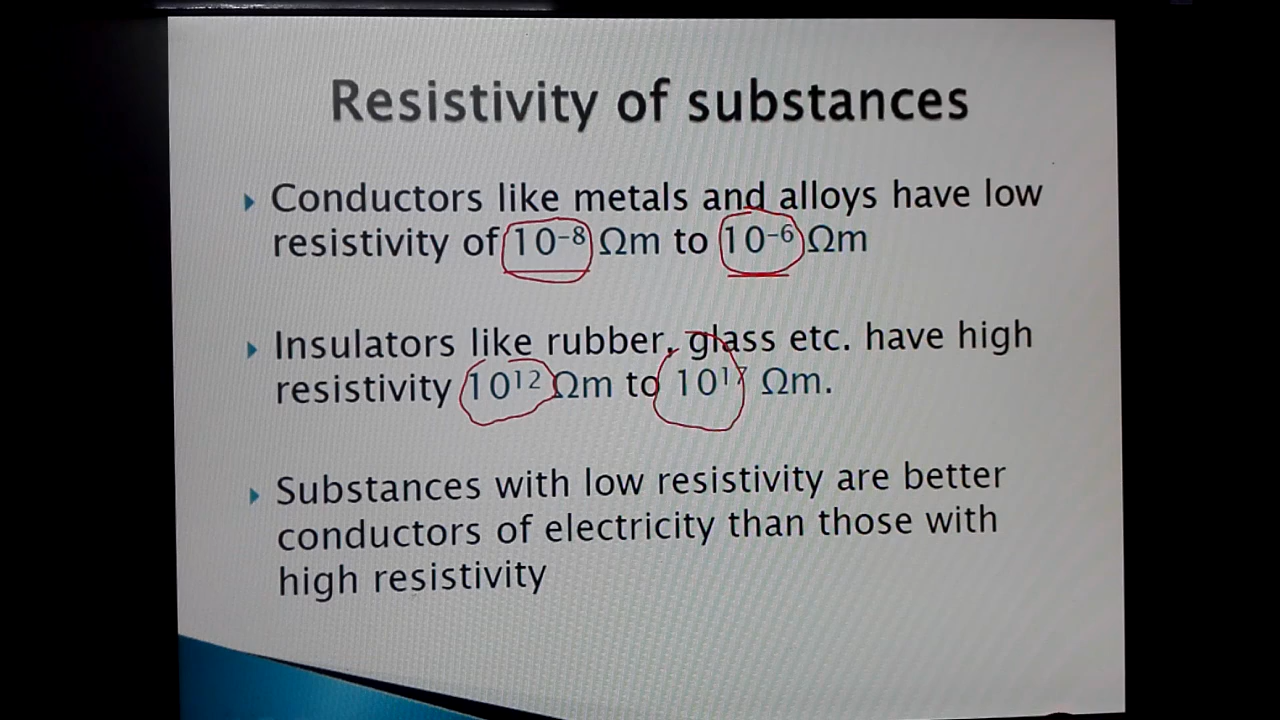 Resistivity of substances
Conductors like metals and alloys have low
resistivity of 10⁻⁸ Ωm to 10⁻⁶ Ωm
Insulators like rubber, glass etc. have high
resistivity 10¹² Ωm to 10¹⁷ Ωm.
Substances with low resistivity are better
conductors of electricity than those with
high resistivity